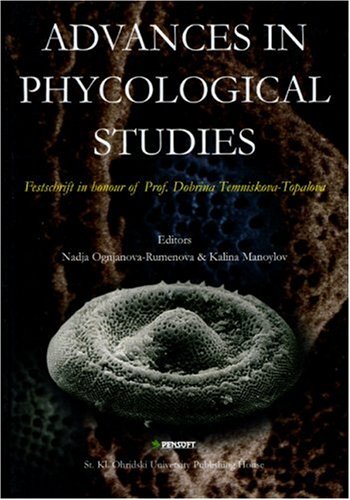 ADVANCES IN
PHYCOLOGICAL
STUDIES
Festschrift in honour of Prof. Dobrina Temniskova-Topalova
Editors
Nadja Ognjanova-Rumenova & Kalina Manoylov
PENSOFT
St. Kl. Ohridski University Publishing House